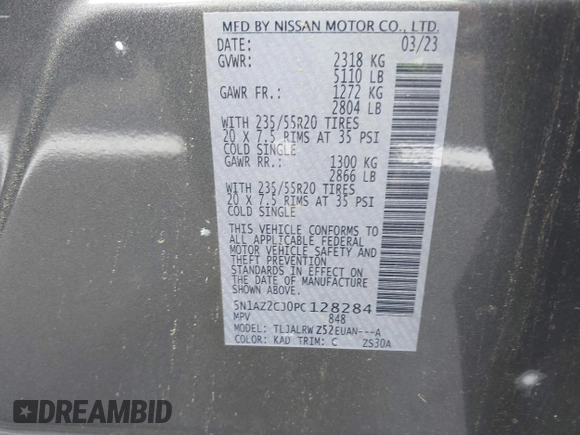 MFD BY NISSAN MOTOR CO., LTD.
DATE: 03/23
GVWR: 2318 KG
5110 LB
GAWR FR.: 1272 KG
2804 LB
WITH 235/55R20 TIRES
20 X 7.5 RIMS AT 35 PSI
COLD SINGLE
GAWR RR.: 1300 KG
2866 LB
WITH 235/55R20 TIRES
20 X 7.5 RIMS AT 35 PSI
COLD SINGLE
THIS VEHICLE CONFORMS TO
ALL APPLICABLE FEDERAL
MOTOR VEHICLE SAFETY AND
THEFT PREVENTION
STANDARDS IN EFFECT ON
THE DATE OF MANUFACTURE
SHOWN ABOVE.
5N1AZ2CJ0PC128284
MPV 848
MODEL: TLJALRWZ52EUAN---A
COLOR: KAD TRIM: C ZS30A
DREAMBID